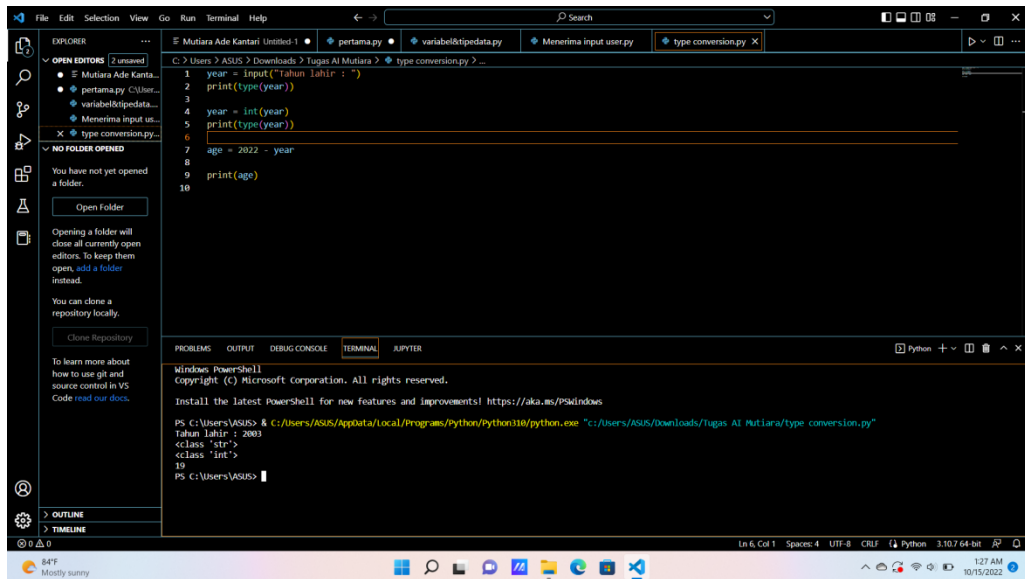 File Edit Selection View Go Run Terminal Help
Search
EXPLORER
Mutiara Ade Kantari Untitled-1
pertama.py
variabel&tipedata.py
Menerima input user.py
type conversion.py
OPEN EDITORS 2 unsaved
Mutiara Ade Kanta...
pertama.py C:\User...
variabel&tipedata....
Menerima input us...
type conversion.py...
NO FOLDER OPENED
You have not yet opened
a folder.
Open Folder
Opening a folder will
close all currently open
editors. To keep them
open, add a folder
instead.
You can clone a
repository locally.
Clone Repository
To learn more about
how to use git and
source control in VS
Code read our docs.
OUTLINE
TIMELINE
C: > Users > ASUS > Downloads > Tugas AI Mutiara > type conversion.py > ...
1 year = input("Tahun lahir : ")
2 print(type(year))
3
4 year = int(year)
5 print(type(year))
6
7 age = 2022 - year
8
9 print(age)
10
PROBLEMS OUTPUT DEBUG CONSOLE TERMINAL JUPYTER
Python
Windows PowerShell
Copyright (C) Microsoft Corporation. All rights reserved.
Install the latest PowerShell for new features and improvements! https://aka.ms/PSWindows
PS C:\Users\ASUS> & C:/Users/ASUS/AppData/Local/Programs/Python/Python310/python.exe "c:/Users/ASUS/Downloads/Tugas AI Mutiara/type conversion.py"
Tahun lahir : 2003
<class 'str'>
<class 'int'>
19
PS C:\Users\ASUS>
0 0
Ln 6, Col 1 Spaces: 4 UTF-8 CRLF Python 3.10.7 64-bit
84°F
Mostly sunny
1:27 AM
10/15/2022
2